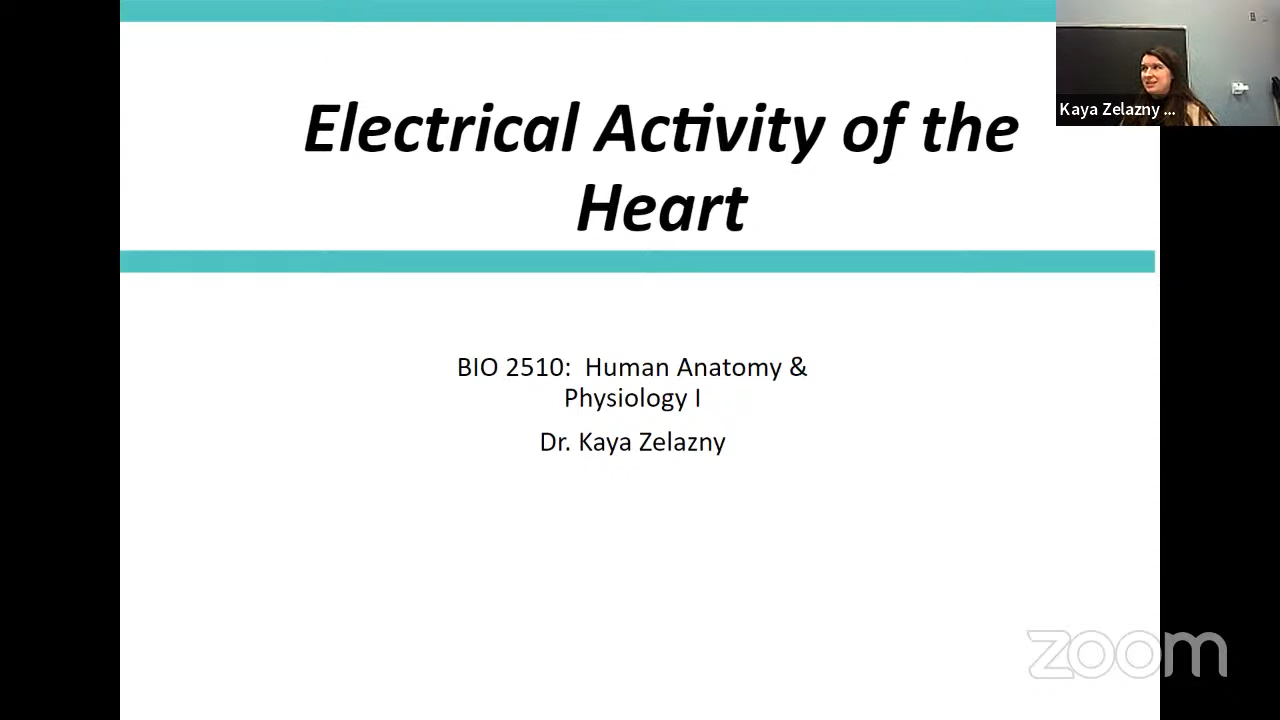 Electrical Activity of the
Heart
Kaya Zelazny ...
BIO 2510:  Human Anatomy &
Physiology I
Dr. Kaya Zelazny
zoom